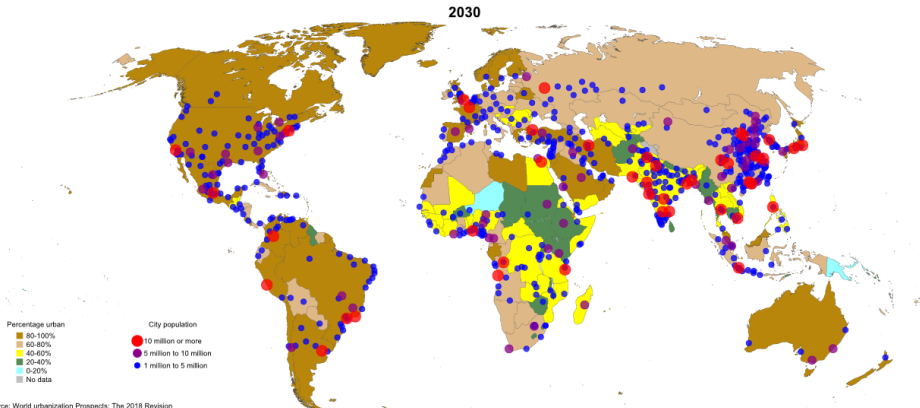 2030
Percentage urban
80-100%
60-80%
40-60%
20-40%
0-20%
No data
City population
10 million or more
5 million to 10 million
1 million to 5 million
rce: World urbanization Prospects: The 2018 Revision